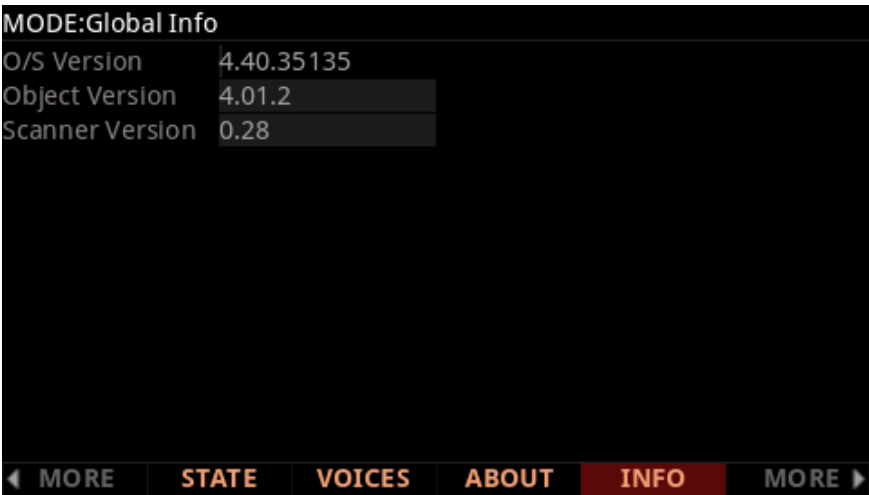 MODE:Global Info
O/S Version 4.40.35135
Object Version 4.01.2
Scanner Version 0.28
MORE STATE VOICES ABOUT INFO MORE